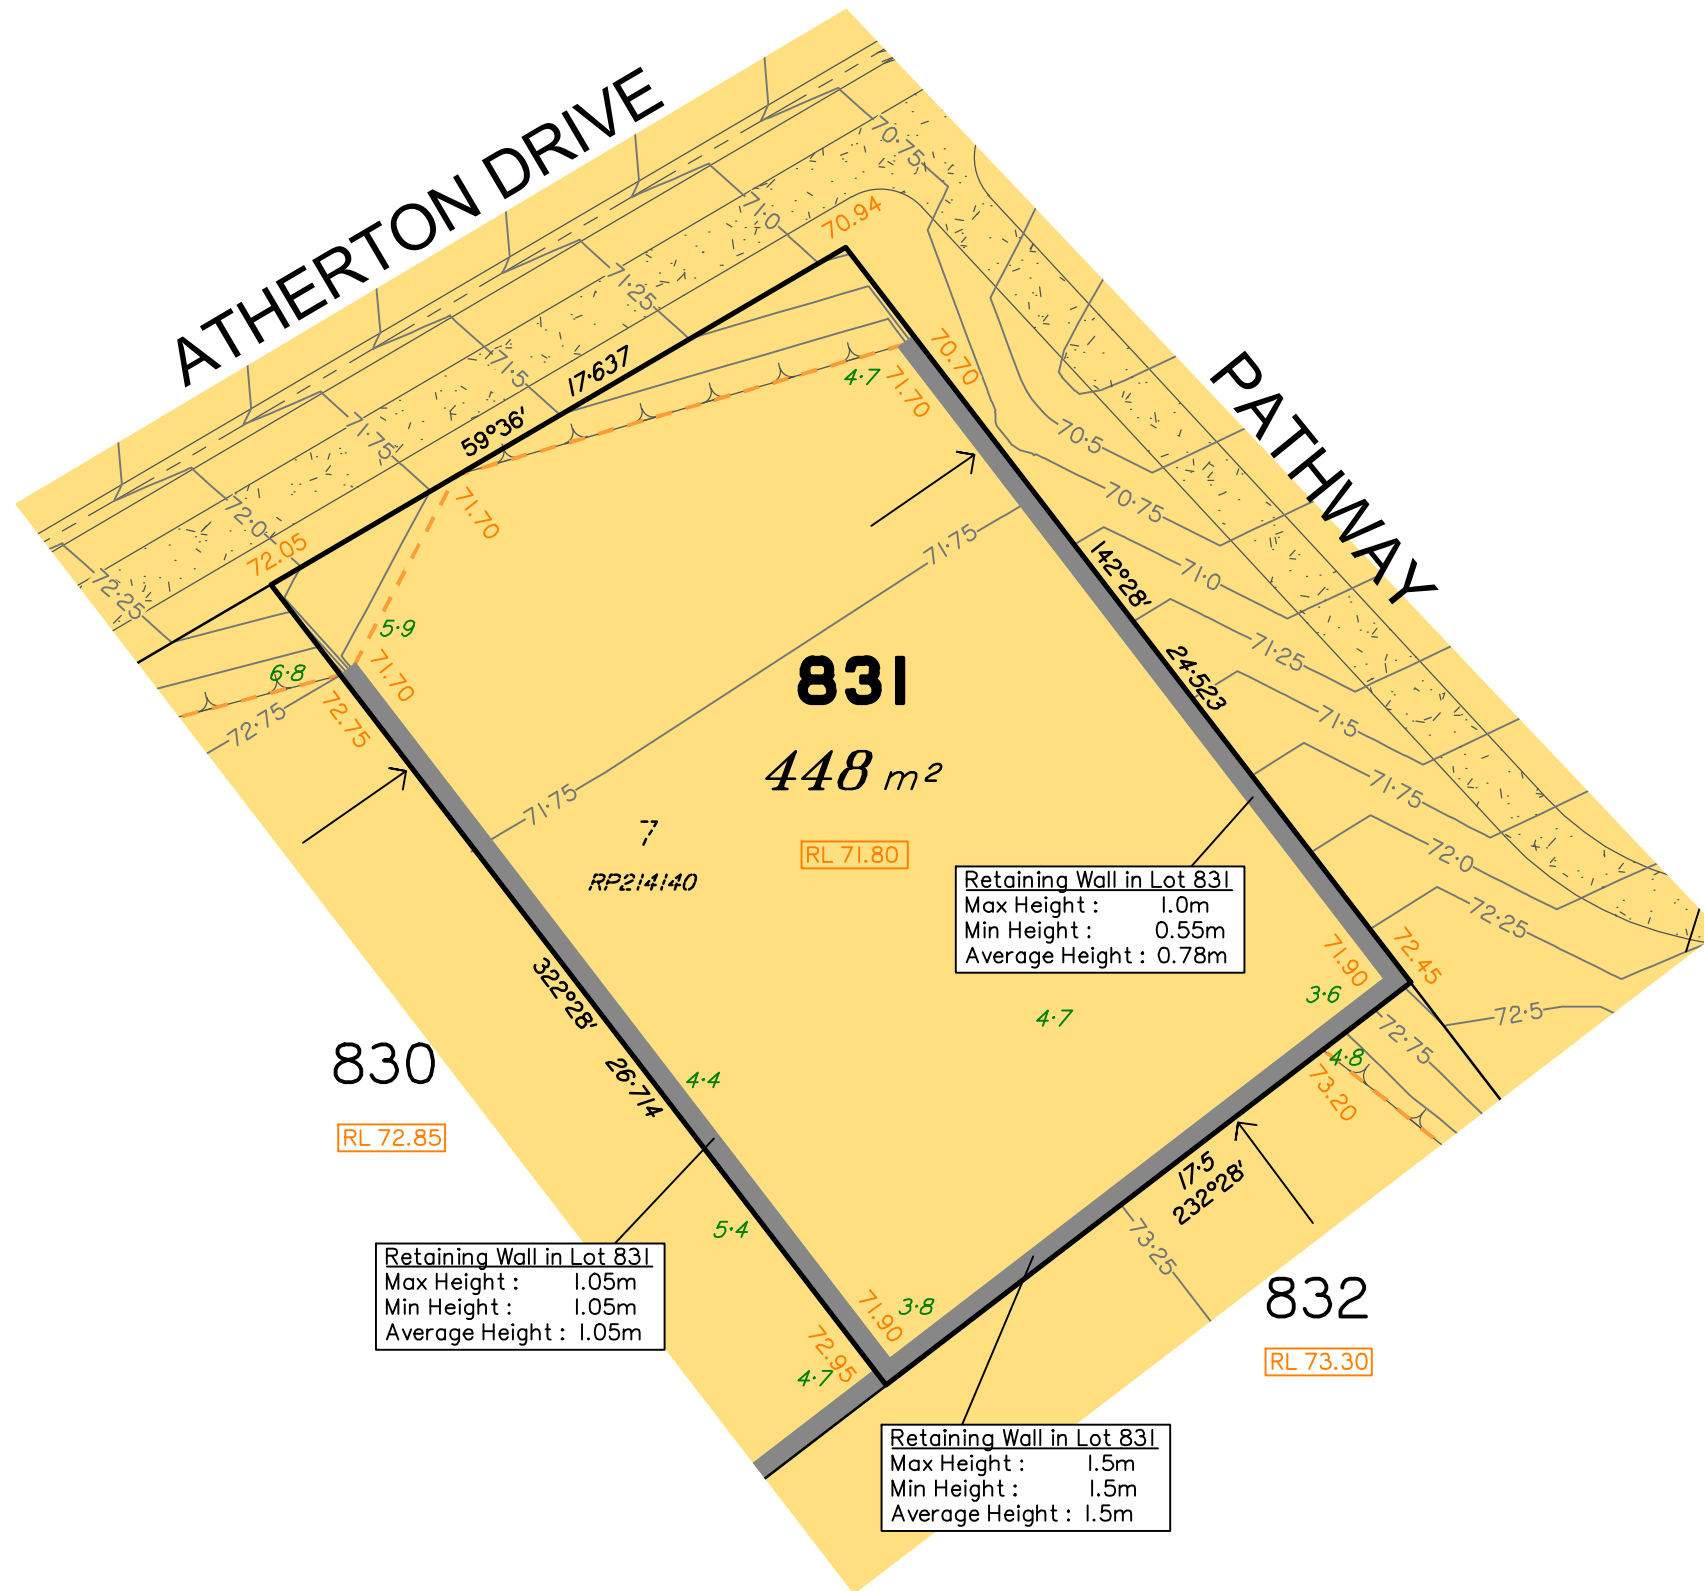 ATHERTON DRIVE
PATHWAY
70·75
71·0
70.94
71·25
71·5
17·637
59°36'
71·75
72·0
72.05
72·25
70.70
71.70
4·7
71.70
70·5
70·75
71·0
142°28'
71·25
24·523
71·5
71·75
72·0
72·25
72·5
72·75
5·9
71.70
6·8
72.75
72·75
71·75
71·75
831
448 m²
7
RP214140
RL 71.80
Retaining Wall in Lot 831
Max Height : 1.0m
Min Height : 0.55m
Average Height : 0.78m
71.90
72.45
3·6
4·7
4·8
73.20
322°28'
26·714
830
RL 72.85
4·4
5·4
17·5
232°28'
73·25
832
RL 73.30
Retaining Wall in Lot 831
Max Height : 1.05m
Min Height : 1.05m
Average Height : 1.05m
71.90
3·8
72.95
4·7
Retaining Wall in Lot 831
Max Height : 1.5m
Min Height : 1.5m
Average Height : 1.5m